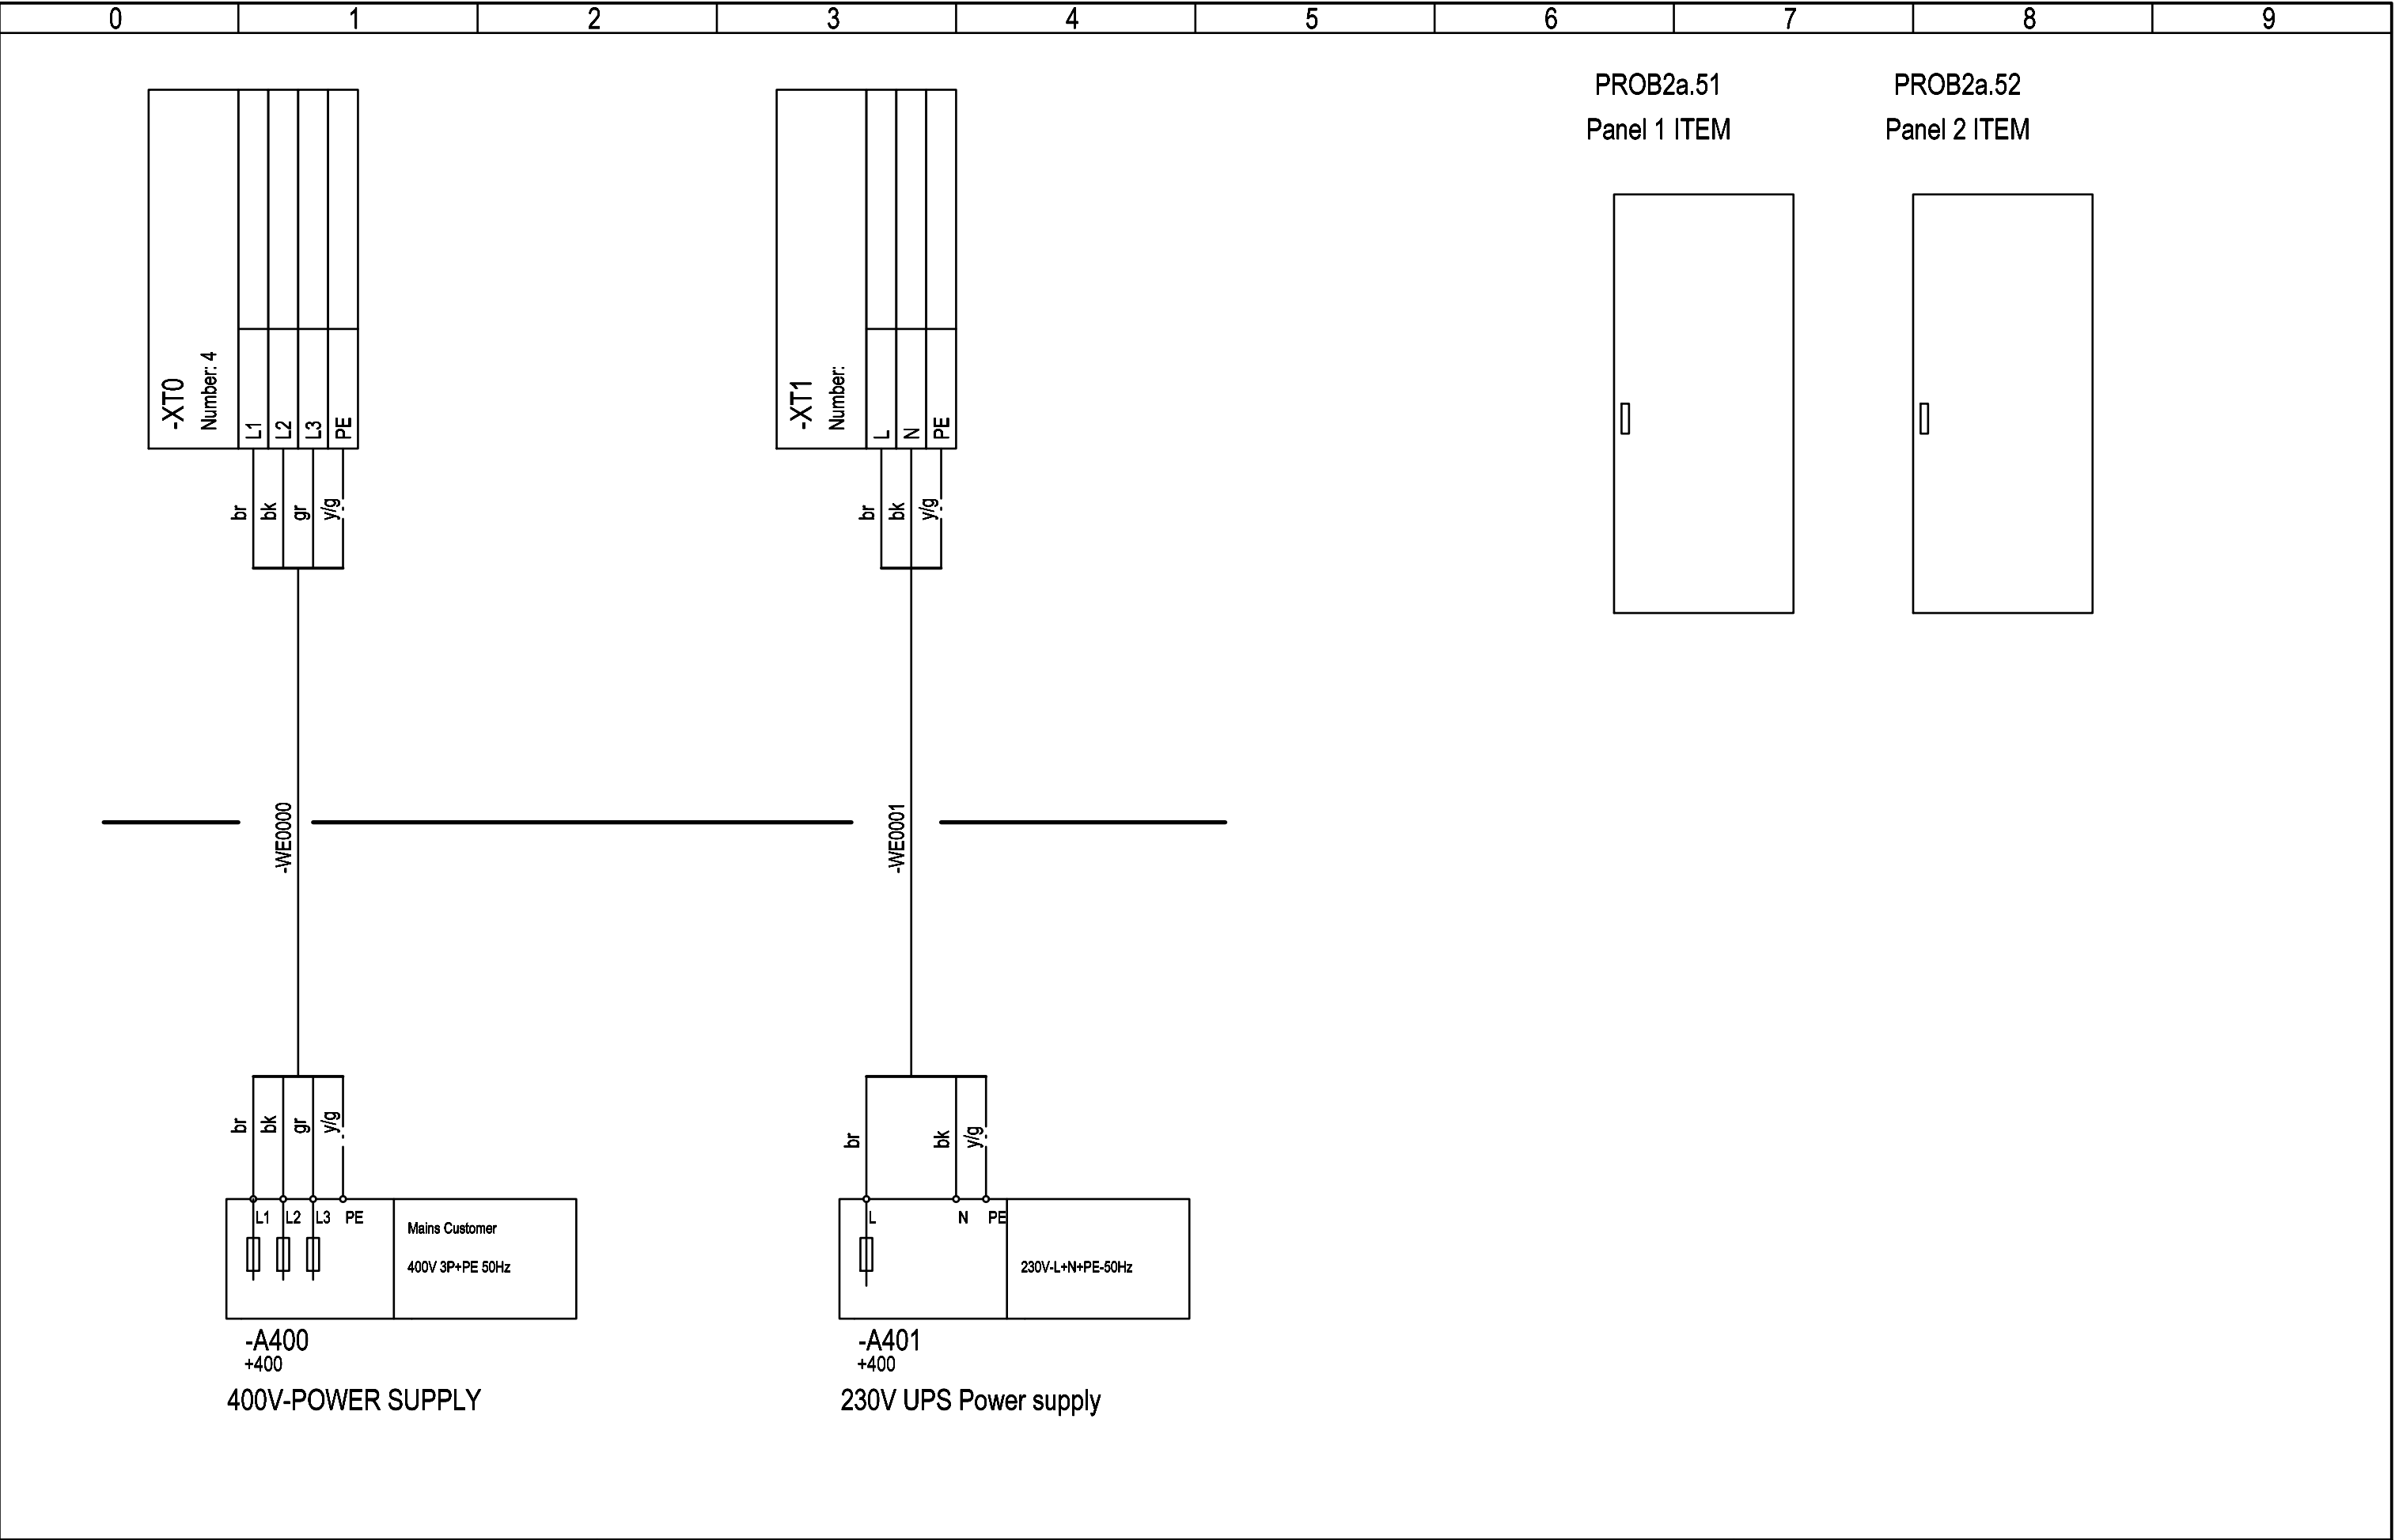 0 1 2 3 4 5 6 7 8 9
PROB2a.51
Panel 1 ITEM
PROB2a.52
Panel 2 ITEM
-XT0
Number: 4
L1
L2
L3
PE
-XT1
Number:
L
N
PE
br
bk
gr
y/g
br
bk
y/g
-WE0000
-WE0001
br
bk
gr
y/g
br
bk
y/g
L1 L2 L3 PE
Mains Customer
400V 3P+PE 50Hz
L N PE
230V-L+N+PE-50Hz
-A400
+400
400V-POWER SUPPLY
-A401
+400
230V UPS Power supply